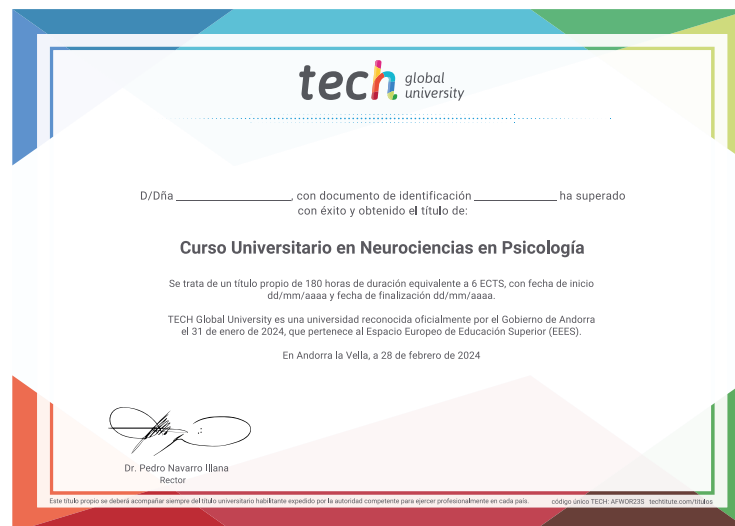 tech global university
D/Dña ____________________, con documento de identificación ______________ ha superado
con éxito y obtenido el título de:
Curso Universitario en Neurociencias en Psicología
Se trata de un título propio de 180 horas de duración equivalente a 6 ECTS, con fecha de inicio
dd/mm/aaaa y fecha de finalización dd/mm/aaaa.
TECH Global University es una universidad reconocida oficialmente por el Gobierno de Andorra
el 31 de enero de 2024, que pertenece al Espacio Europeo de Educación Superior (EEES).
En Andorra la Vella, a 28 de febrero de 2024
Dr. Pedro Navarro Illana
Rector
Este título propio se deberá acompañar siempre del título universitario habilitante expedido por la autoridad competente para ejercer profesionalmente en cada país. código único TECH: AFWOR23S techtitute.com/titulos